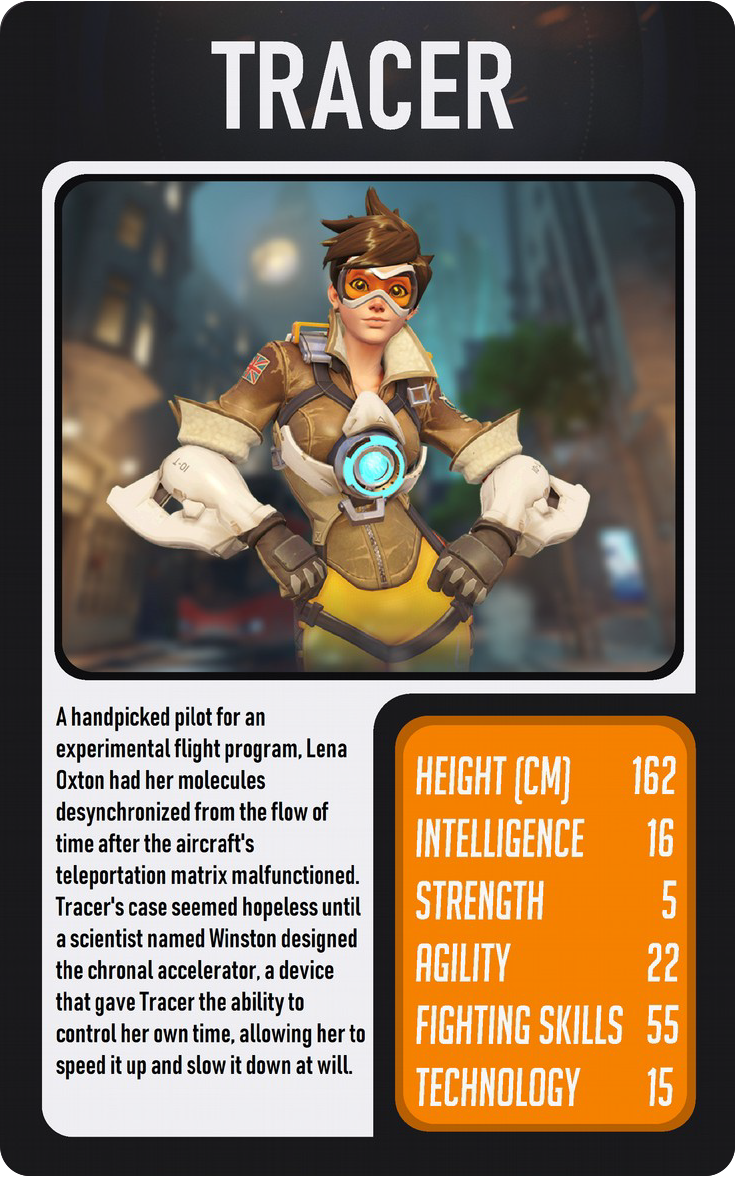 TRACER
10-T
A handpicked pilot for an
experimental flight program, Lena
Oxton had her molecules
desynchronized from the flow of
time after the aircraft's
teleportation matrix malfunctioned.
Tracer's case seemed hopeless until
a scientist named Winston designed
the chronal accelerator, a device
that gave Tracer the ability to
control her own time, allowing her to
speed it up and slow it down at will.
HEIGHT (CM) 162
INTELLIGENCE 16
STRENGTH 5
AGILITY 22
FIGHTING SKILLS 55
TECHNOLOGY 15